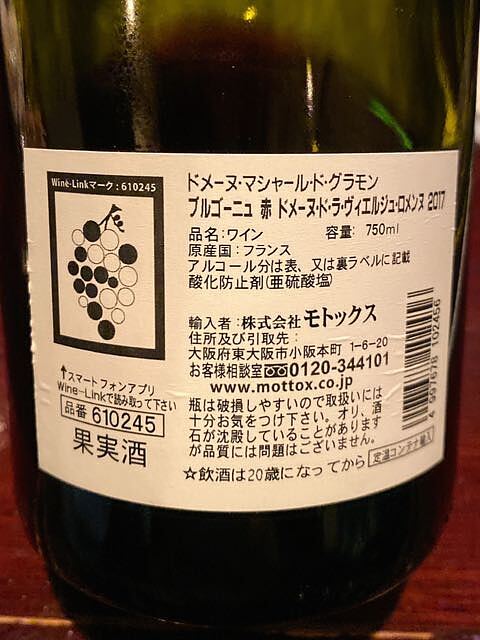 Wine-Linkマーク:610245
ドメーヌ・マシャール・ド・グラモン
ブルゴーニュ 赤 ドメーヌ・ド・ラ・ヴィエルジュ・ロメンヌ 2017
品名:ワイン 容量: 750ml
原産国:フランス
アルコール分は表、又は裏ラベルに記載
酸化防止剤(亜硫酸塩)
輸入者:株式会社モトックス
住所及び引取先:
大阪府東大阪市小阪本町 1-6-20
お客様相談室 0120-344101
www.mottox.co.jp
瓶は破損しやすいので取扱いには
十分お気をつけ下さい。オリ、酒
石が沈殿していることがあります
が品質には問題はございません。
定温コンテナ輸入
☆飲酒は20歳になってから
↑スマートフォンアプリ
Wine-Linkで読み取って下さい
品番 610245
果実酒
4 997678 102456